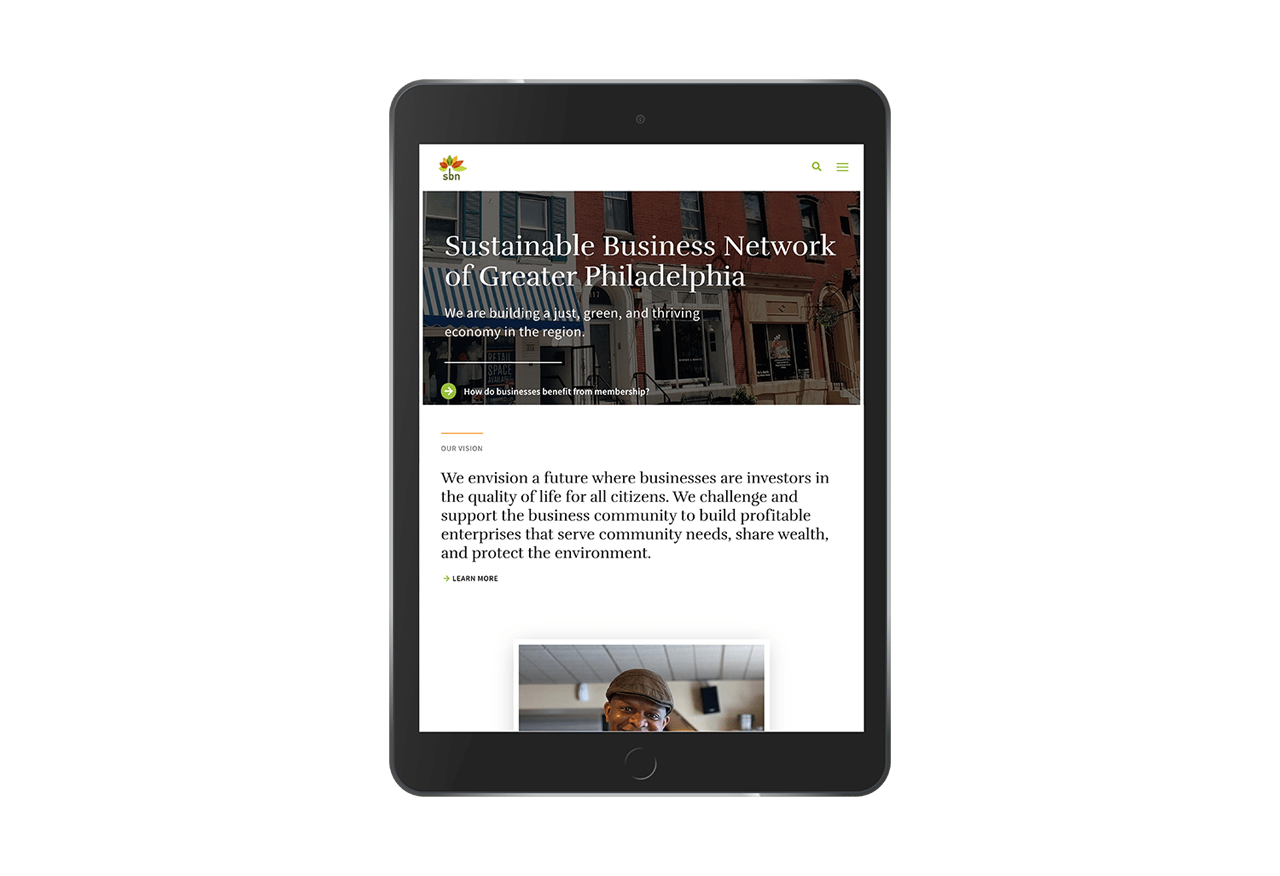 sbn
Sustainable Business Network
of Greater Philadelphia
We are building a just, green, and thriving
economy in the region.
RETAIL
SPACE
How do businesses benefit from membership?
OUR VISION
We envision a future where businesses are investors in
the quality of life for all citizens. We challenge and
support the business community to build profitable
enterprises that serve community needs, share wealth,
and protect the environment.
LEARN MORE